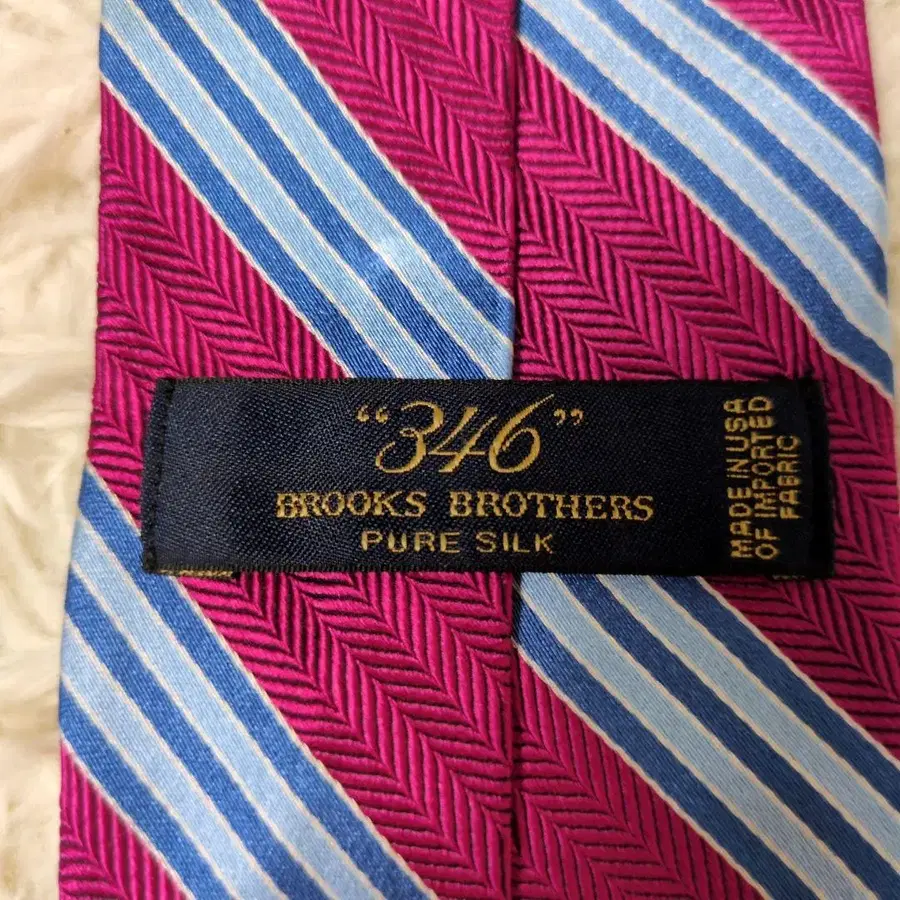 "346"
BROOKS BROTHERS
PURE SILK
MADE IN USA
OF IMPORTED
FABRIC